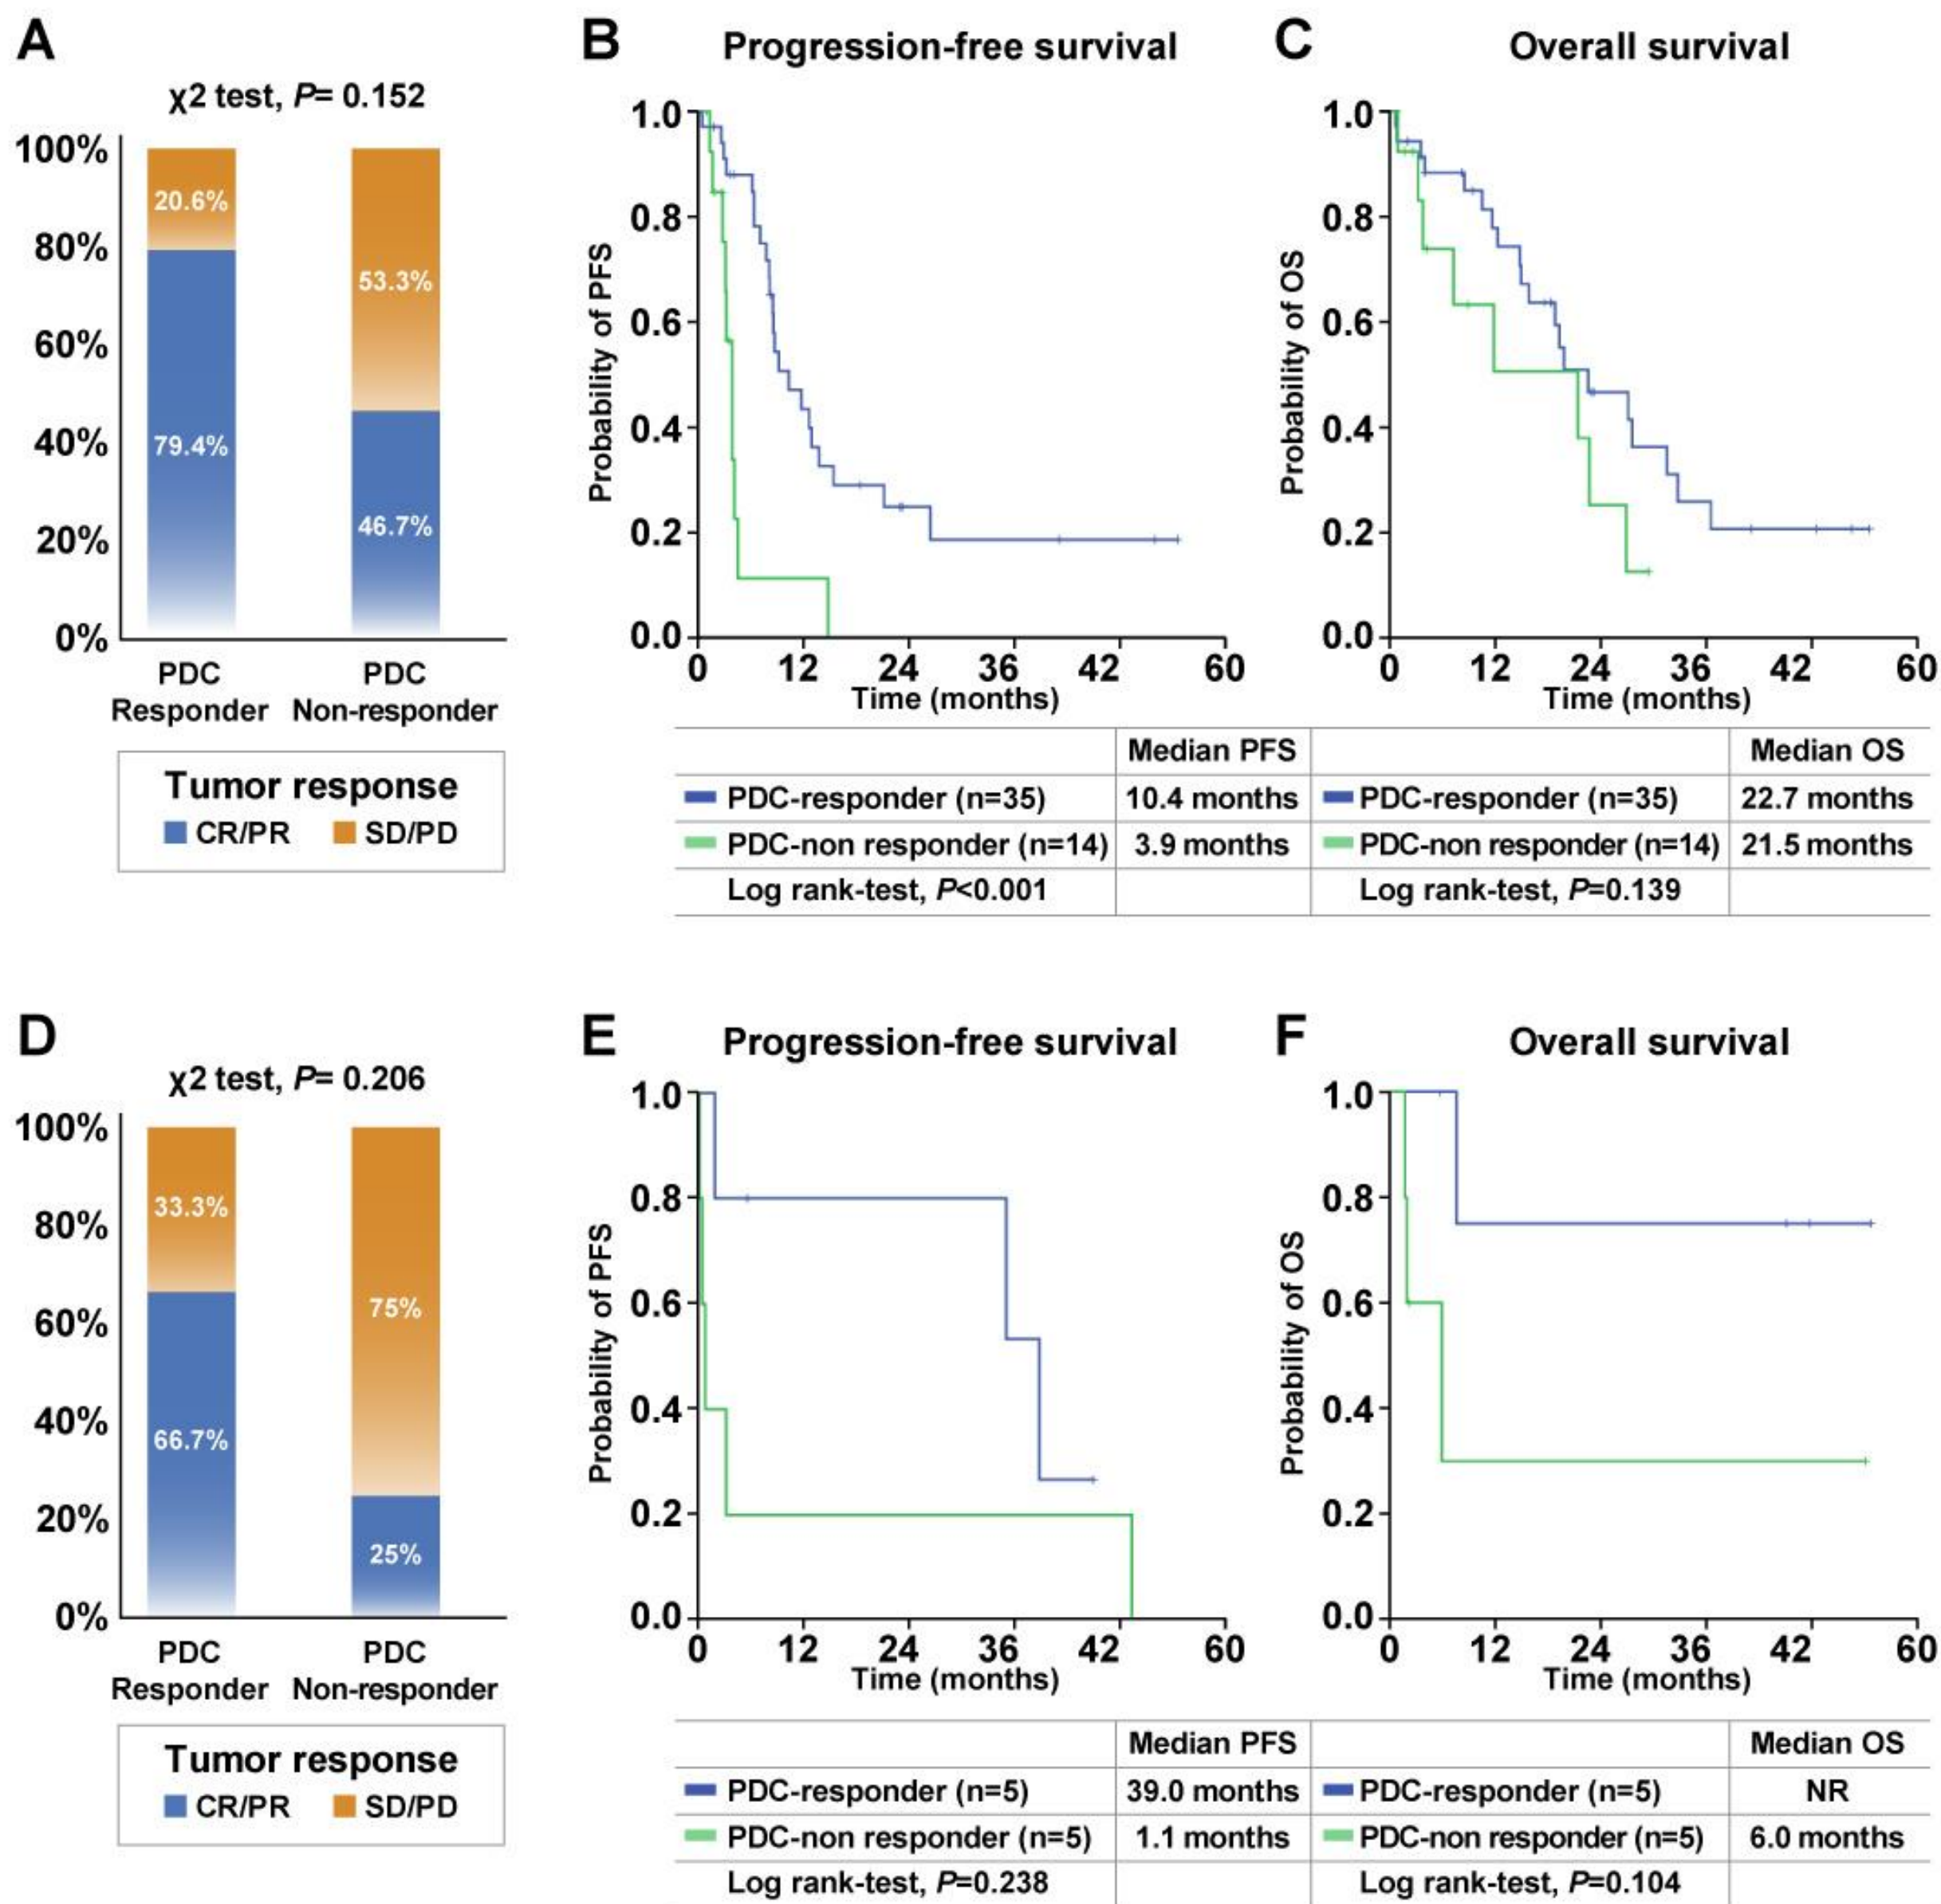 A
χ2 test, P= 0.152
100%
80%
60%
40%
20%
0%
20.6%
79.4%
53.3%
46.7%
PDC Responder
PDC Non-responder
Tumor response
CR/PR SD/PD
B
Progression-free survival
Probability of PFS
1.0
0.8
0.6
0.4
0.2
0.0
0 12 24 36 42 60
Time (months)
Median PFS
PDC-responder (n=35) 10.4 months
PDC-non responder (n=14) 3.9 months
Log rank-test, P<0.001
C
Overall survival
Probability of OS
1.0
0.8
0.6
0.4
0.2
0.0
0 12 24 36 42 60
Time (months)
Median OS
PDC-responder (n=35) 22.7 months
PDC-non responder (n=14) 21.5 months
Log rank-test, P=0.139
D
χ2 test, P= 0.206
100%
80%
60%
40%
20%
0%
33.3%
66.7%
75%
25%
PDC Responder
PDC Non-responder
Tumor response
CR/PR SD/PD
E
Progression-free survival
Probability of PFS
1.0
0.8
0.6
0.4
0.2
0.0
0 12 24 36 42 60
Time (months)
Median PFS
PDC-responder (n=5) 39.0 months
PDC-non responder (n=5) 1.1 months
Log rank-test, P=0.238
F
Overall survival
Probability of OS
1.0
0.8
0.6
0.4
0.2
0.0
0 12 24 36 42 60
Time (months)
Median OS
PDC-responder (n=5) NR
PDC-non responder (n=5) 6.0 months
Log rank-test, P=0.104